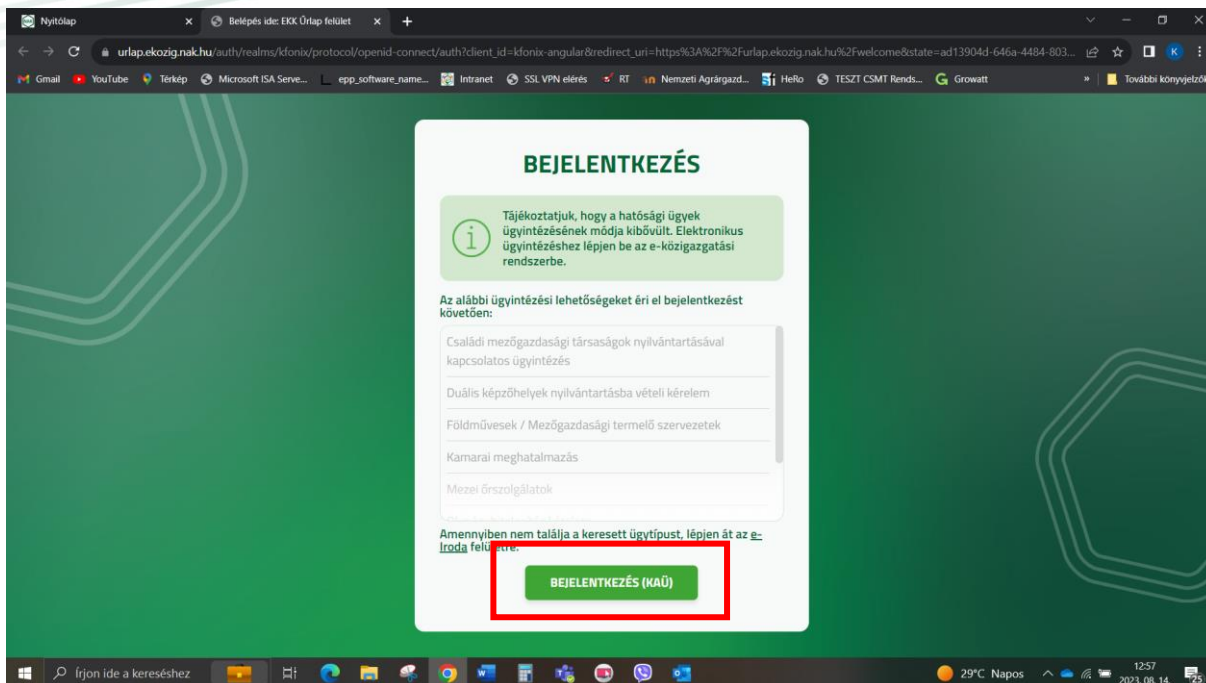 Nyitólap
Belépés ide: EKK Űrlap felület
urlap.ekozig.nak.hu/auth/realms/kfonix/protocol/openid-connect/auth?client_id=kfonix-angular&redirect_uri=https%3A%2F%2Furlap.ekozig.nak.hu%2Fwelcome&state=ad13904d-646a-4484-803...
K
Gmail YouTube Térkép Microsoft ISA Serve... epp_software_name... Intranet SSL VPN elérés RT Nemzeti Agrárgazd... HeRo TESZT CSMT Rends... Growatt » További könyvjelzők
BEJELENTKEZÉS
Tájékoztatjuk, hogy a hatósági ügyek
ügyintézésének módja kibővült. Elektronikus
ügyintézéshez lépjen be az e-közigazgatási
rendszerbe.
Az alábbi ügyintézési lehetőségeket éri el bejelentkezést
követően:
Családi mezőgazdasági társaságok nyilvántartásával
kapcsolatos ügyintézés
Duális képzőhelyek nyilvántartásba vételi kérelem
Földművesek / Mezőgazdasági termelő szervezetek
Kamarai meghatalmazás
Mezei őrszolgálatok
Amennyiben nem találja a keresett ügytípust, lépjen át az e-
Iroda felületre.
BEJELENTKEZÉS (KAÜ)
Írjon ide a kereséshez
29°C Napos
12:57
2023. 08. 14.
25